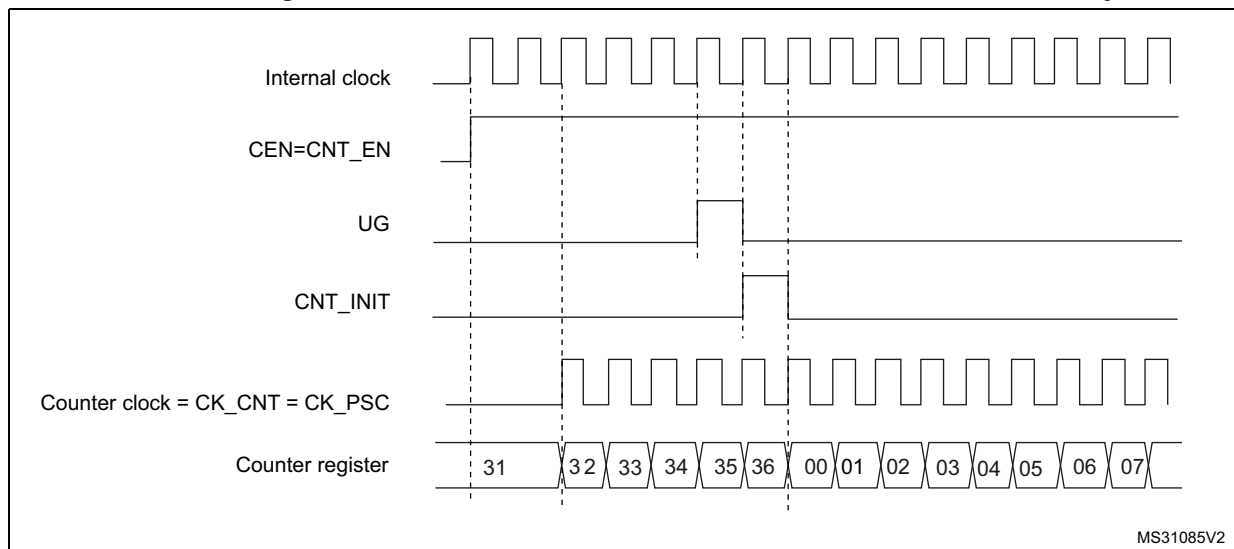 Internal clock
CEN=CNT_EN
UG
CNT_INIT
Counter clock = CK_CNT = CK_PSC
Counter register 31 32 33 34 35 36 00 01 02 03 04 05 06 07
MS31085V2